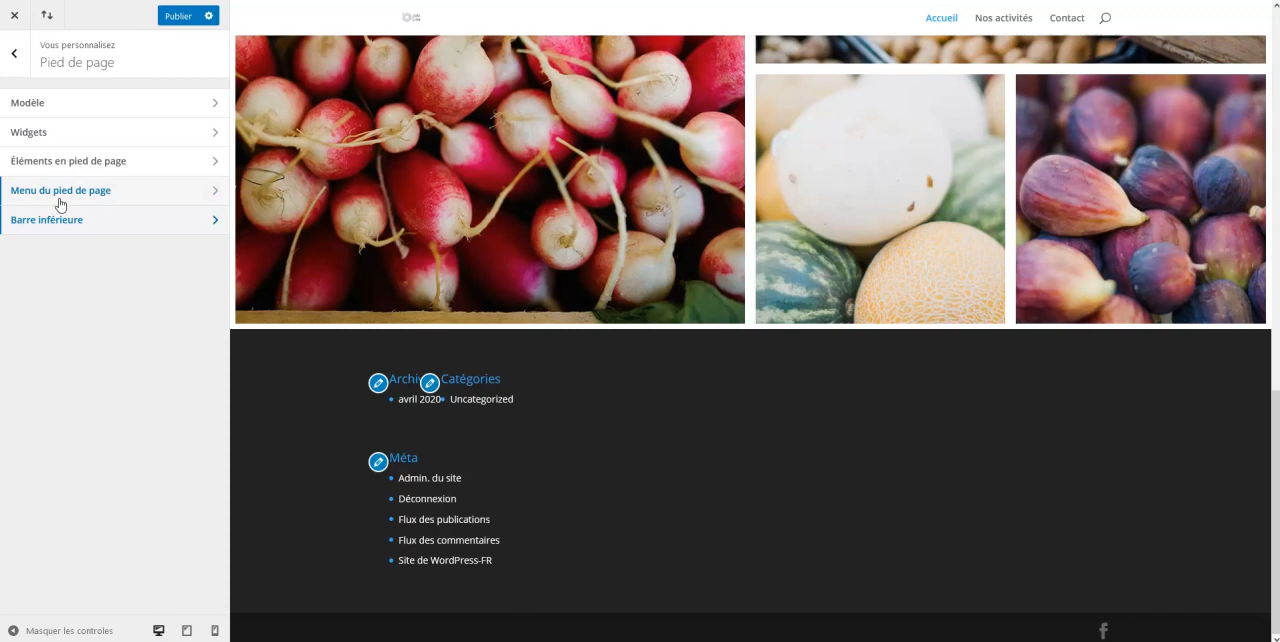 Publier
Accueil Nos activités Contact
Vous personnalisez
Pied de page
Modèle
Widgets
Éléments en pied de page
Menu du pied de page
Barre inférieure
Archi Catégories
avril 2020 Uncategorized
Méta
Admin. du site
Déconnexion
Flux des publications
Flux des commentaires
Site de WordPress-FR
Masquer les controles